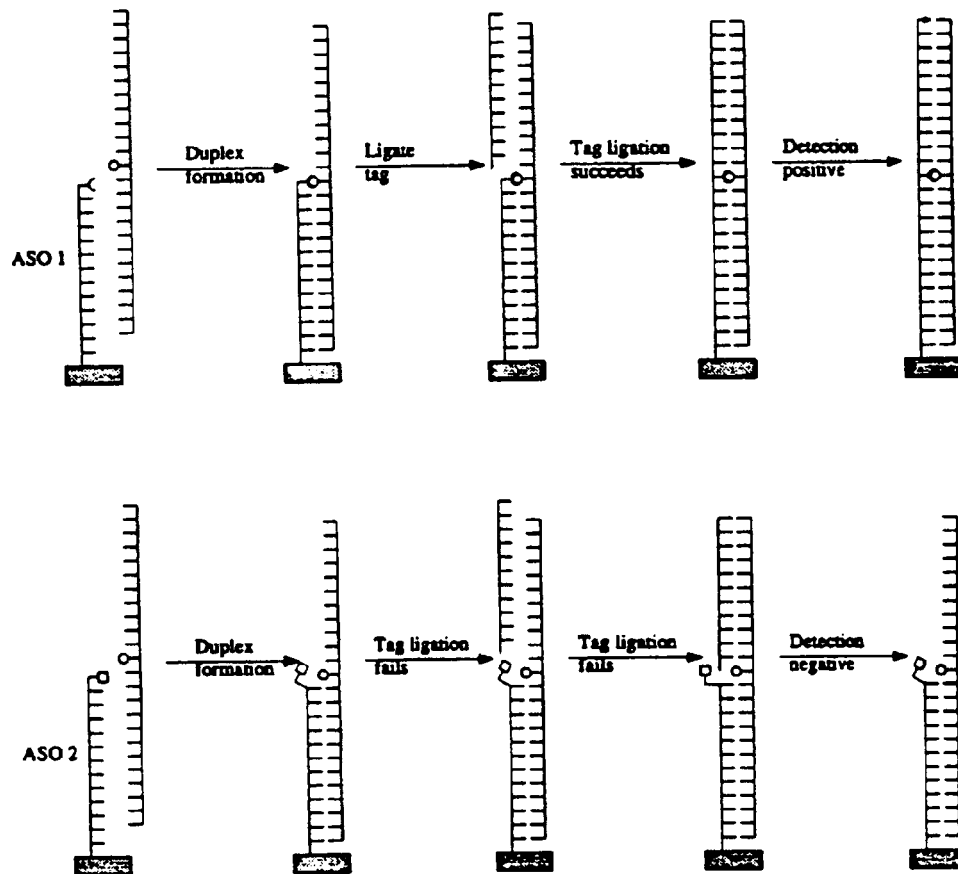 Duplex
formation
Ligate
tag
Tag ligation
succeeds
Detection
positive
ASO 1
Duplex
formation
Tag ligation
fails
Tag ligation
fails
Detection
negative
ASO 2